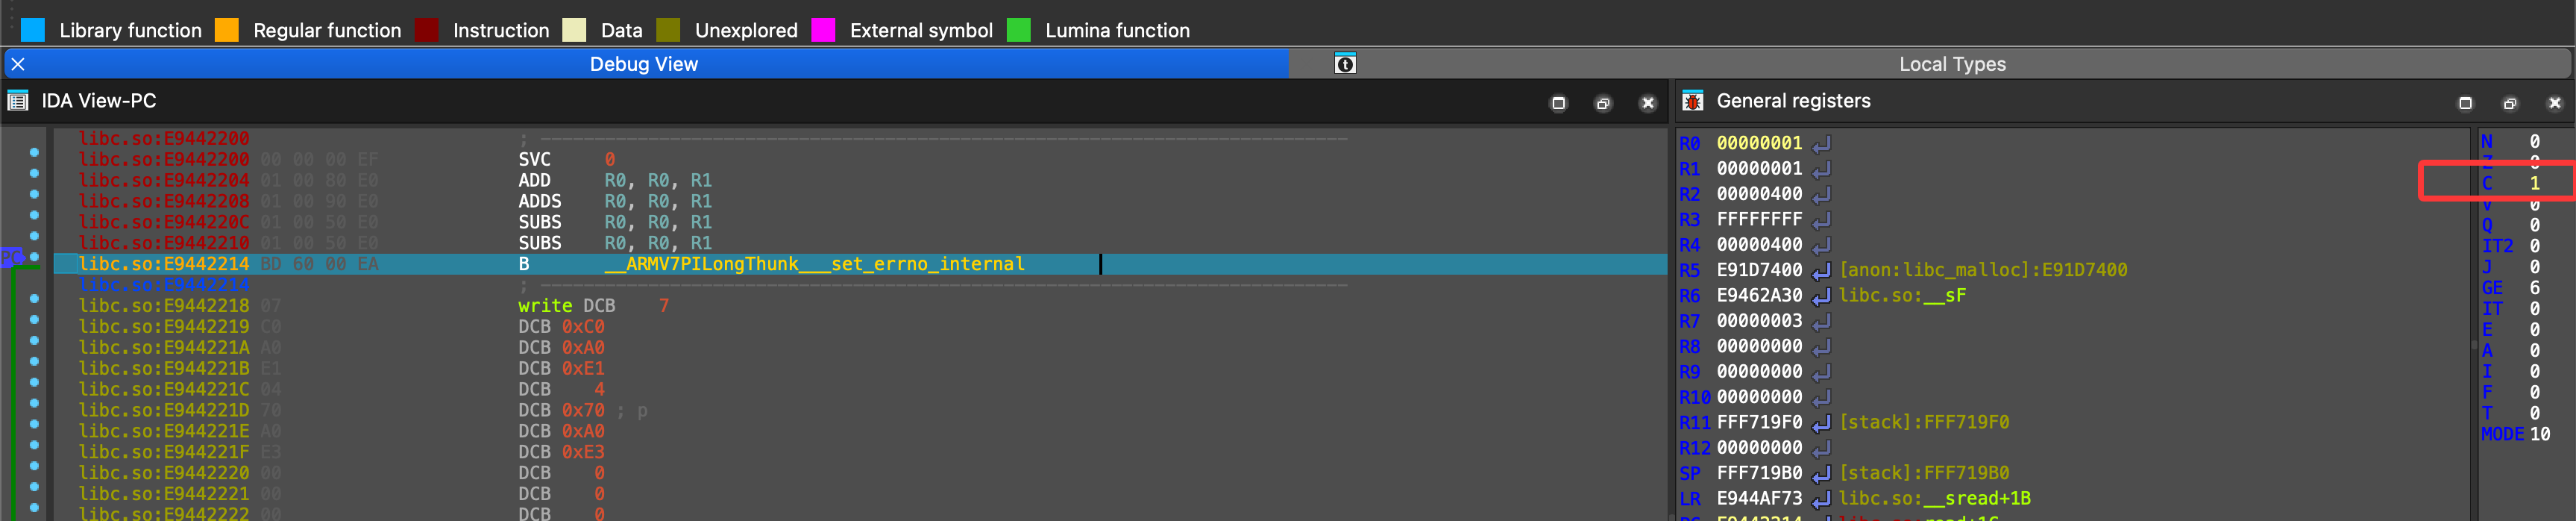 Library function Regular function Instruction Data Unexplored External symbol Lumina function
Debug View Local Types
IDA View-PC
libc.so:E9442200 ; 
libc.so:E9442200 00 00 00 EF SVC 0
libc.so:E9442204 01 00 80 E0 ADD R0, R0, R1
libc.so:E9442208 01 00 90 E0 ADDS R0, R0, R1
libc.so:E944220C 01 00 50 E0 SUBS R0, R0, R1
libc.so:E9442210 01 00 50 E0 SUBS R0, R0, R1
PC libc.so:E9442214 BD 60 00 EA B __ARMV7PILongThunk___set_errno_internal
libc.so:E9442214 ; 
libc.so:E9442218 07 write DCB 7
libc.so:E9442219 C0 DCB 0xC0
libc.so:E944221A A0 DCB 0xA0
libc.so:E944221B E1 DCB 0xE1
libc.so:E944221C 04 DCB 4
libc.so:E944221D 70 DCB 0x70 ; p
libc.so:E944221E A0 DCB 0xA0
libc.so:E944221F E3 DCB 0xE3
libc.so:E9442220 00 DCB 0
libc.so:E9442221 00 DCB 0
libc.so:E9442222 00 DCB 0
General registers
R0 00000001
R1 00000001
R2 00000400
R3 FFFFFFFF
R4 00000400
R5 E91D7400 [anon:libc_malloc]:E91D7400
R6 E9462A30 libc.so:__sF
R7 00000003
R8 00000000
R9 00000000
R10 00000000
R11 FFF719F0 [stack]:FFF719F0
R12 00000000
SP FFF719B0 [stack]:FFF719B0
LR E944AF73 libc.so:__sread+1B
N 0
Z 0
C 1
V 0
Q 0
IT2 0
J 0
GE 6
IT 0
E 0
A 0
I 0
F 0
T 0
MODE 10